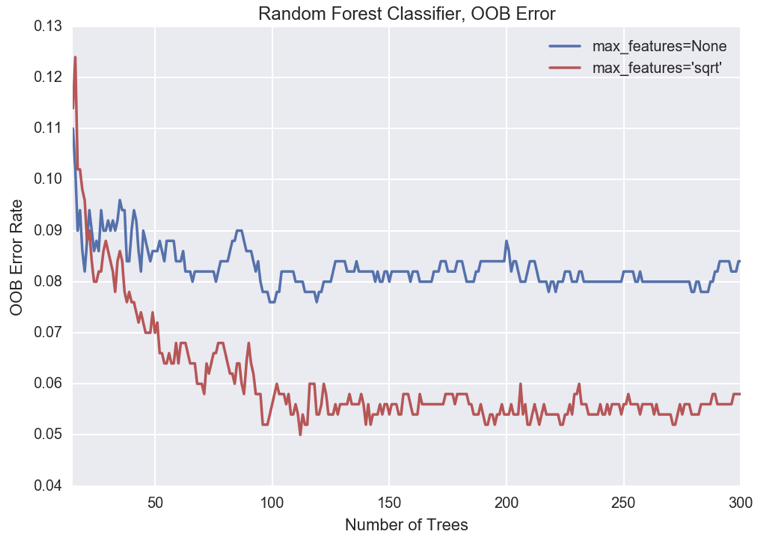 Random Forest Classifier, OOB Error
max_features=None
max_features='sqrt'
OOB Error Rate
0.13
0.12
0.11
0.10
0.09
0.08
0.07
0.06
0.05
0.04
50 100 150 200 250 300
Number of Trees